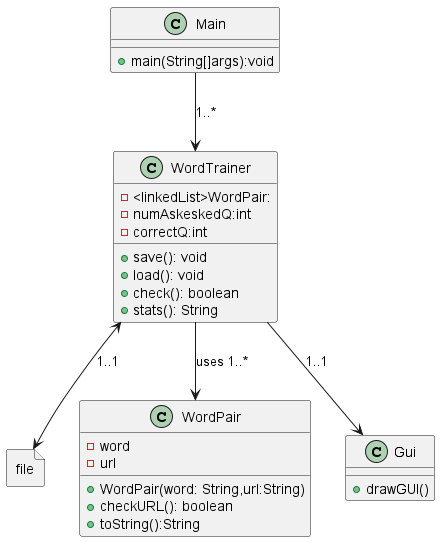 C Main
main(String[]args):void
1..*
C WordTrainer
<linkedList>WordPair:
numAskeskedQ:int
correctQ:int
save(): void
load(): void
check(): boolean
stats(): String
1..1
uses 1..*
1..1
file
C WordPair
word
url
WordPair(word: String,url:String)
checkURL(): boolean
toString():String
C Gui
drawGUI()